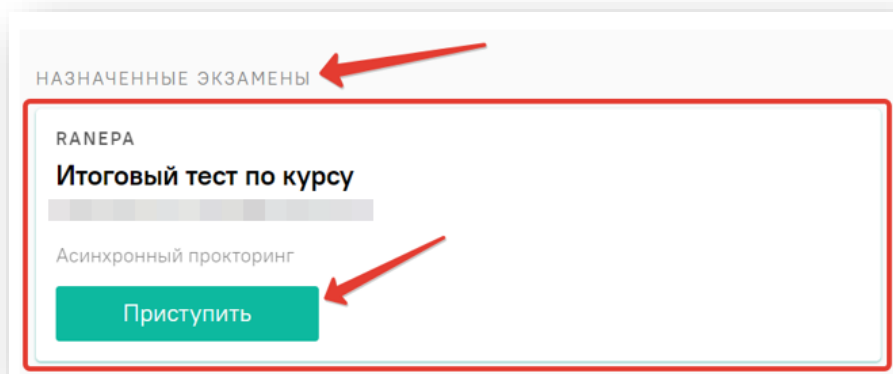 НАЗНАЧЕННЫЕ ЭКЗАМЕНЫ
RANEPA
Итоговый тест по курсу
Асинхронный прокторинг
Приступить